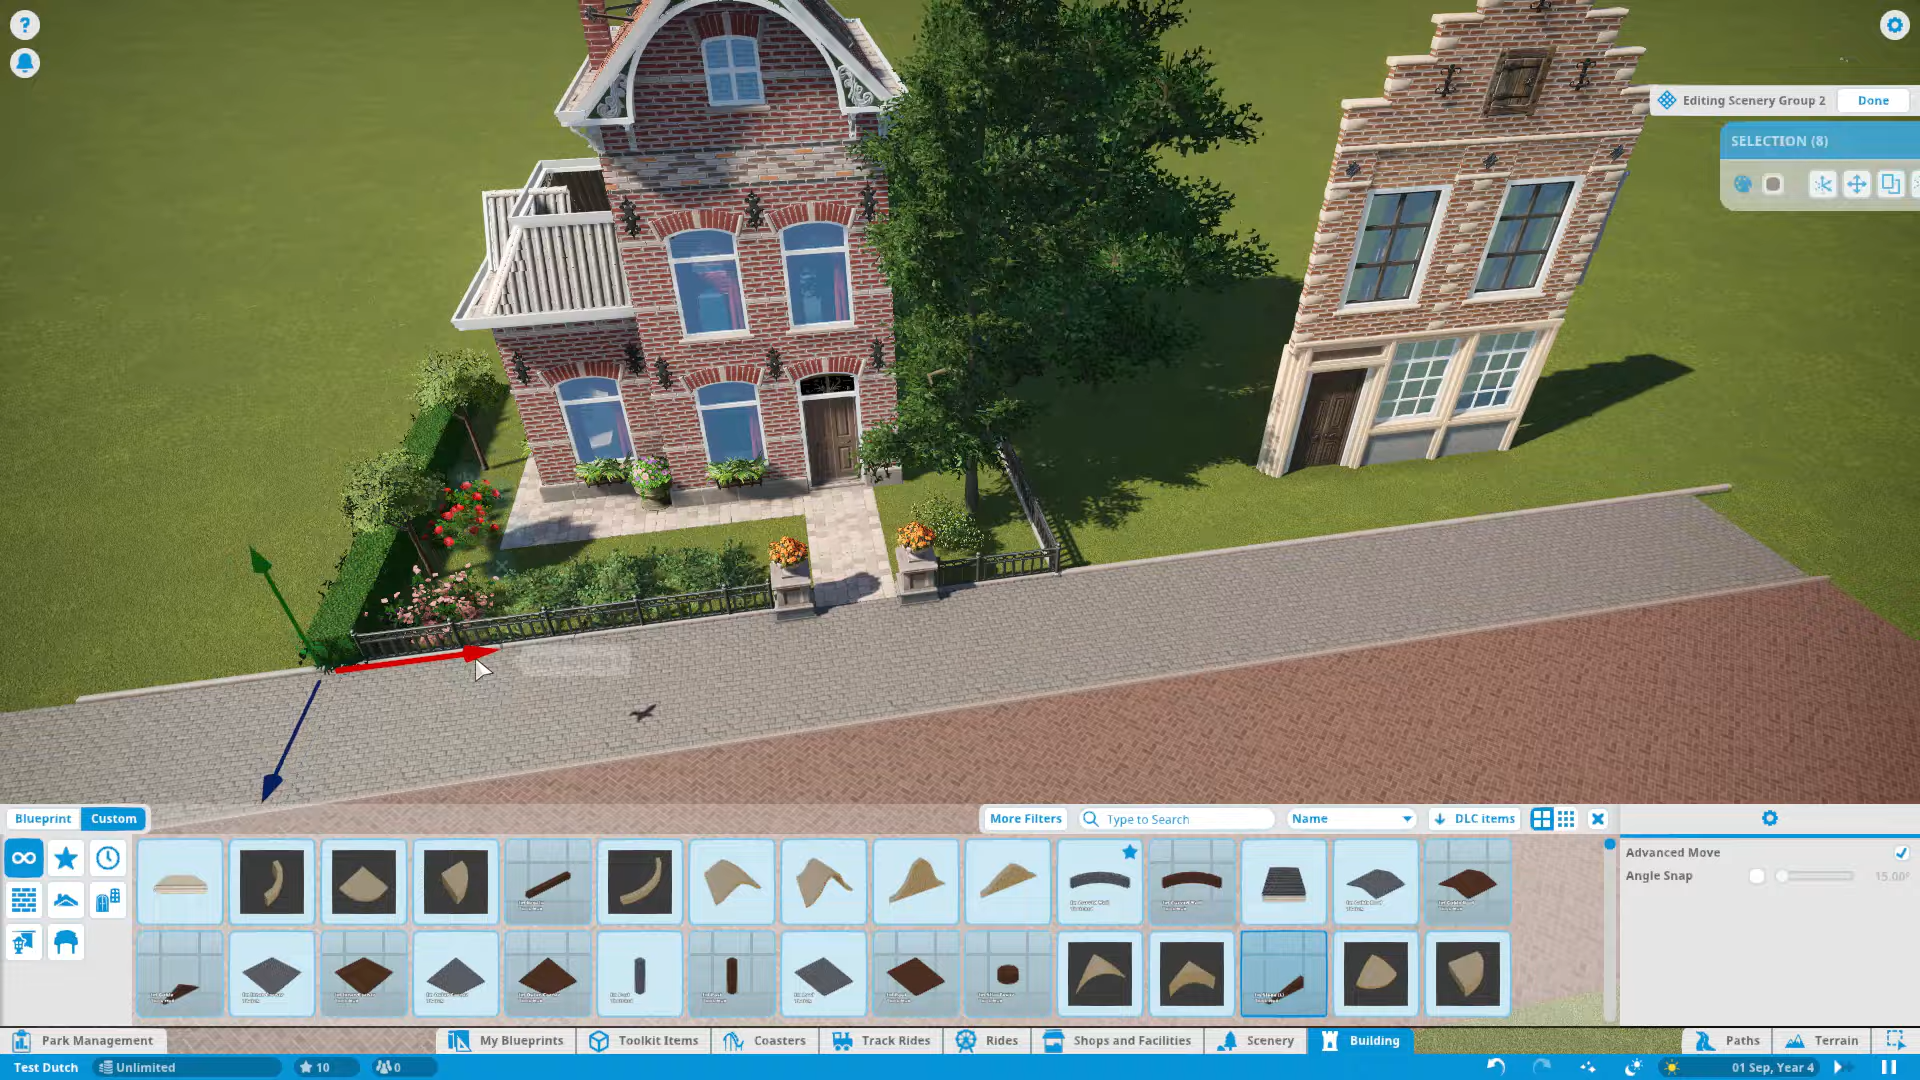 ?
Editing Scenery Group 2
Done
SELECTION (8)
Blueprint
Custom
More Filters
Type to Search
Name
DLC items
Advanced Move
Angle Snap
15.00°
Park Management
My Blueprints
Toolkit Items
Coasters
Track Rides
Rides
Shops and Facilities
Scenery
Building
Paths
Terrain
Test Dutch
Unlimited
10
0
01 Sep, Year 4